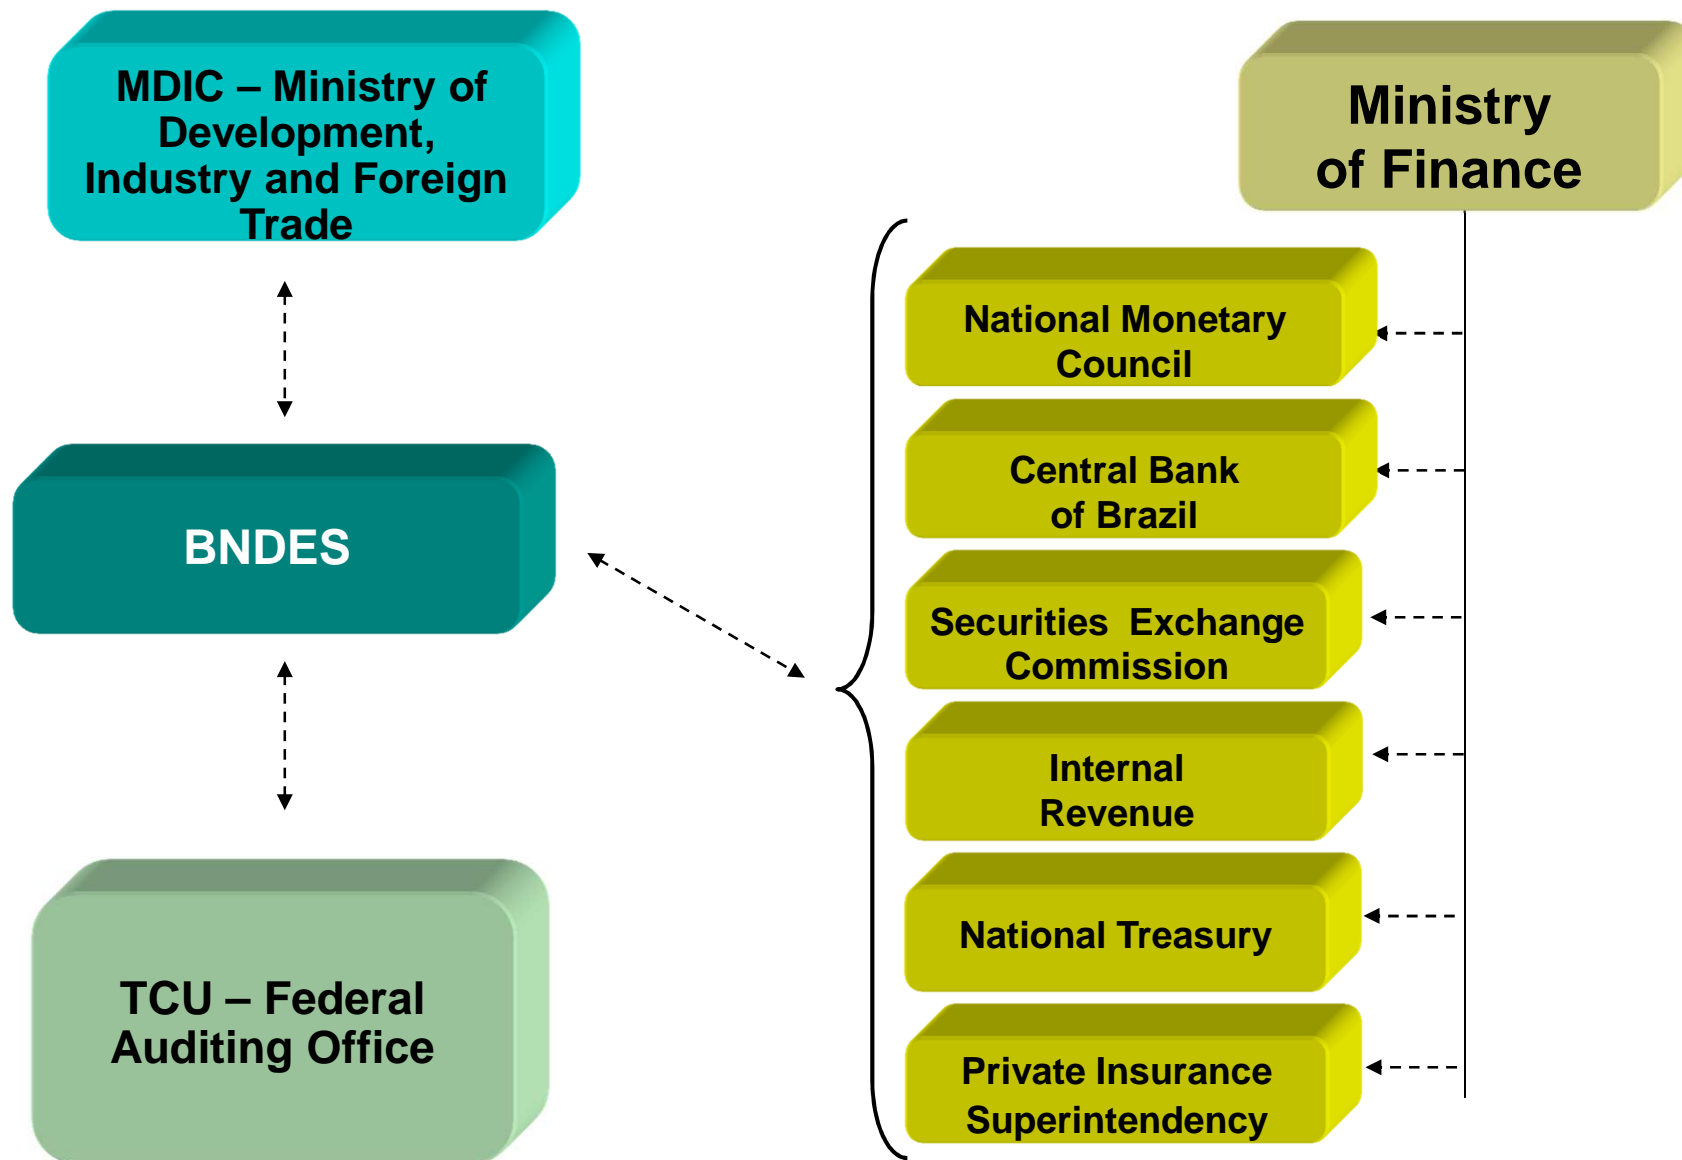 MDIC – Ministry of
Development,
Industry and Foreign
Trade
BNDES
TCU – Federal
Auditing Office
Ministry
of Finance
National Monetary
Council
Central Bank
of Brazil
Securities  Exchange
Commission
Internal
Revenue
National Treasury
Private Insurance
Superintendency